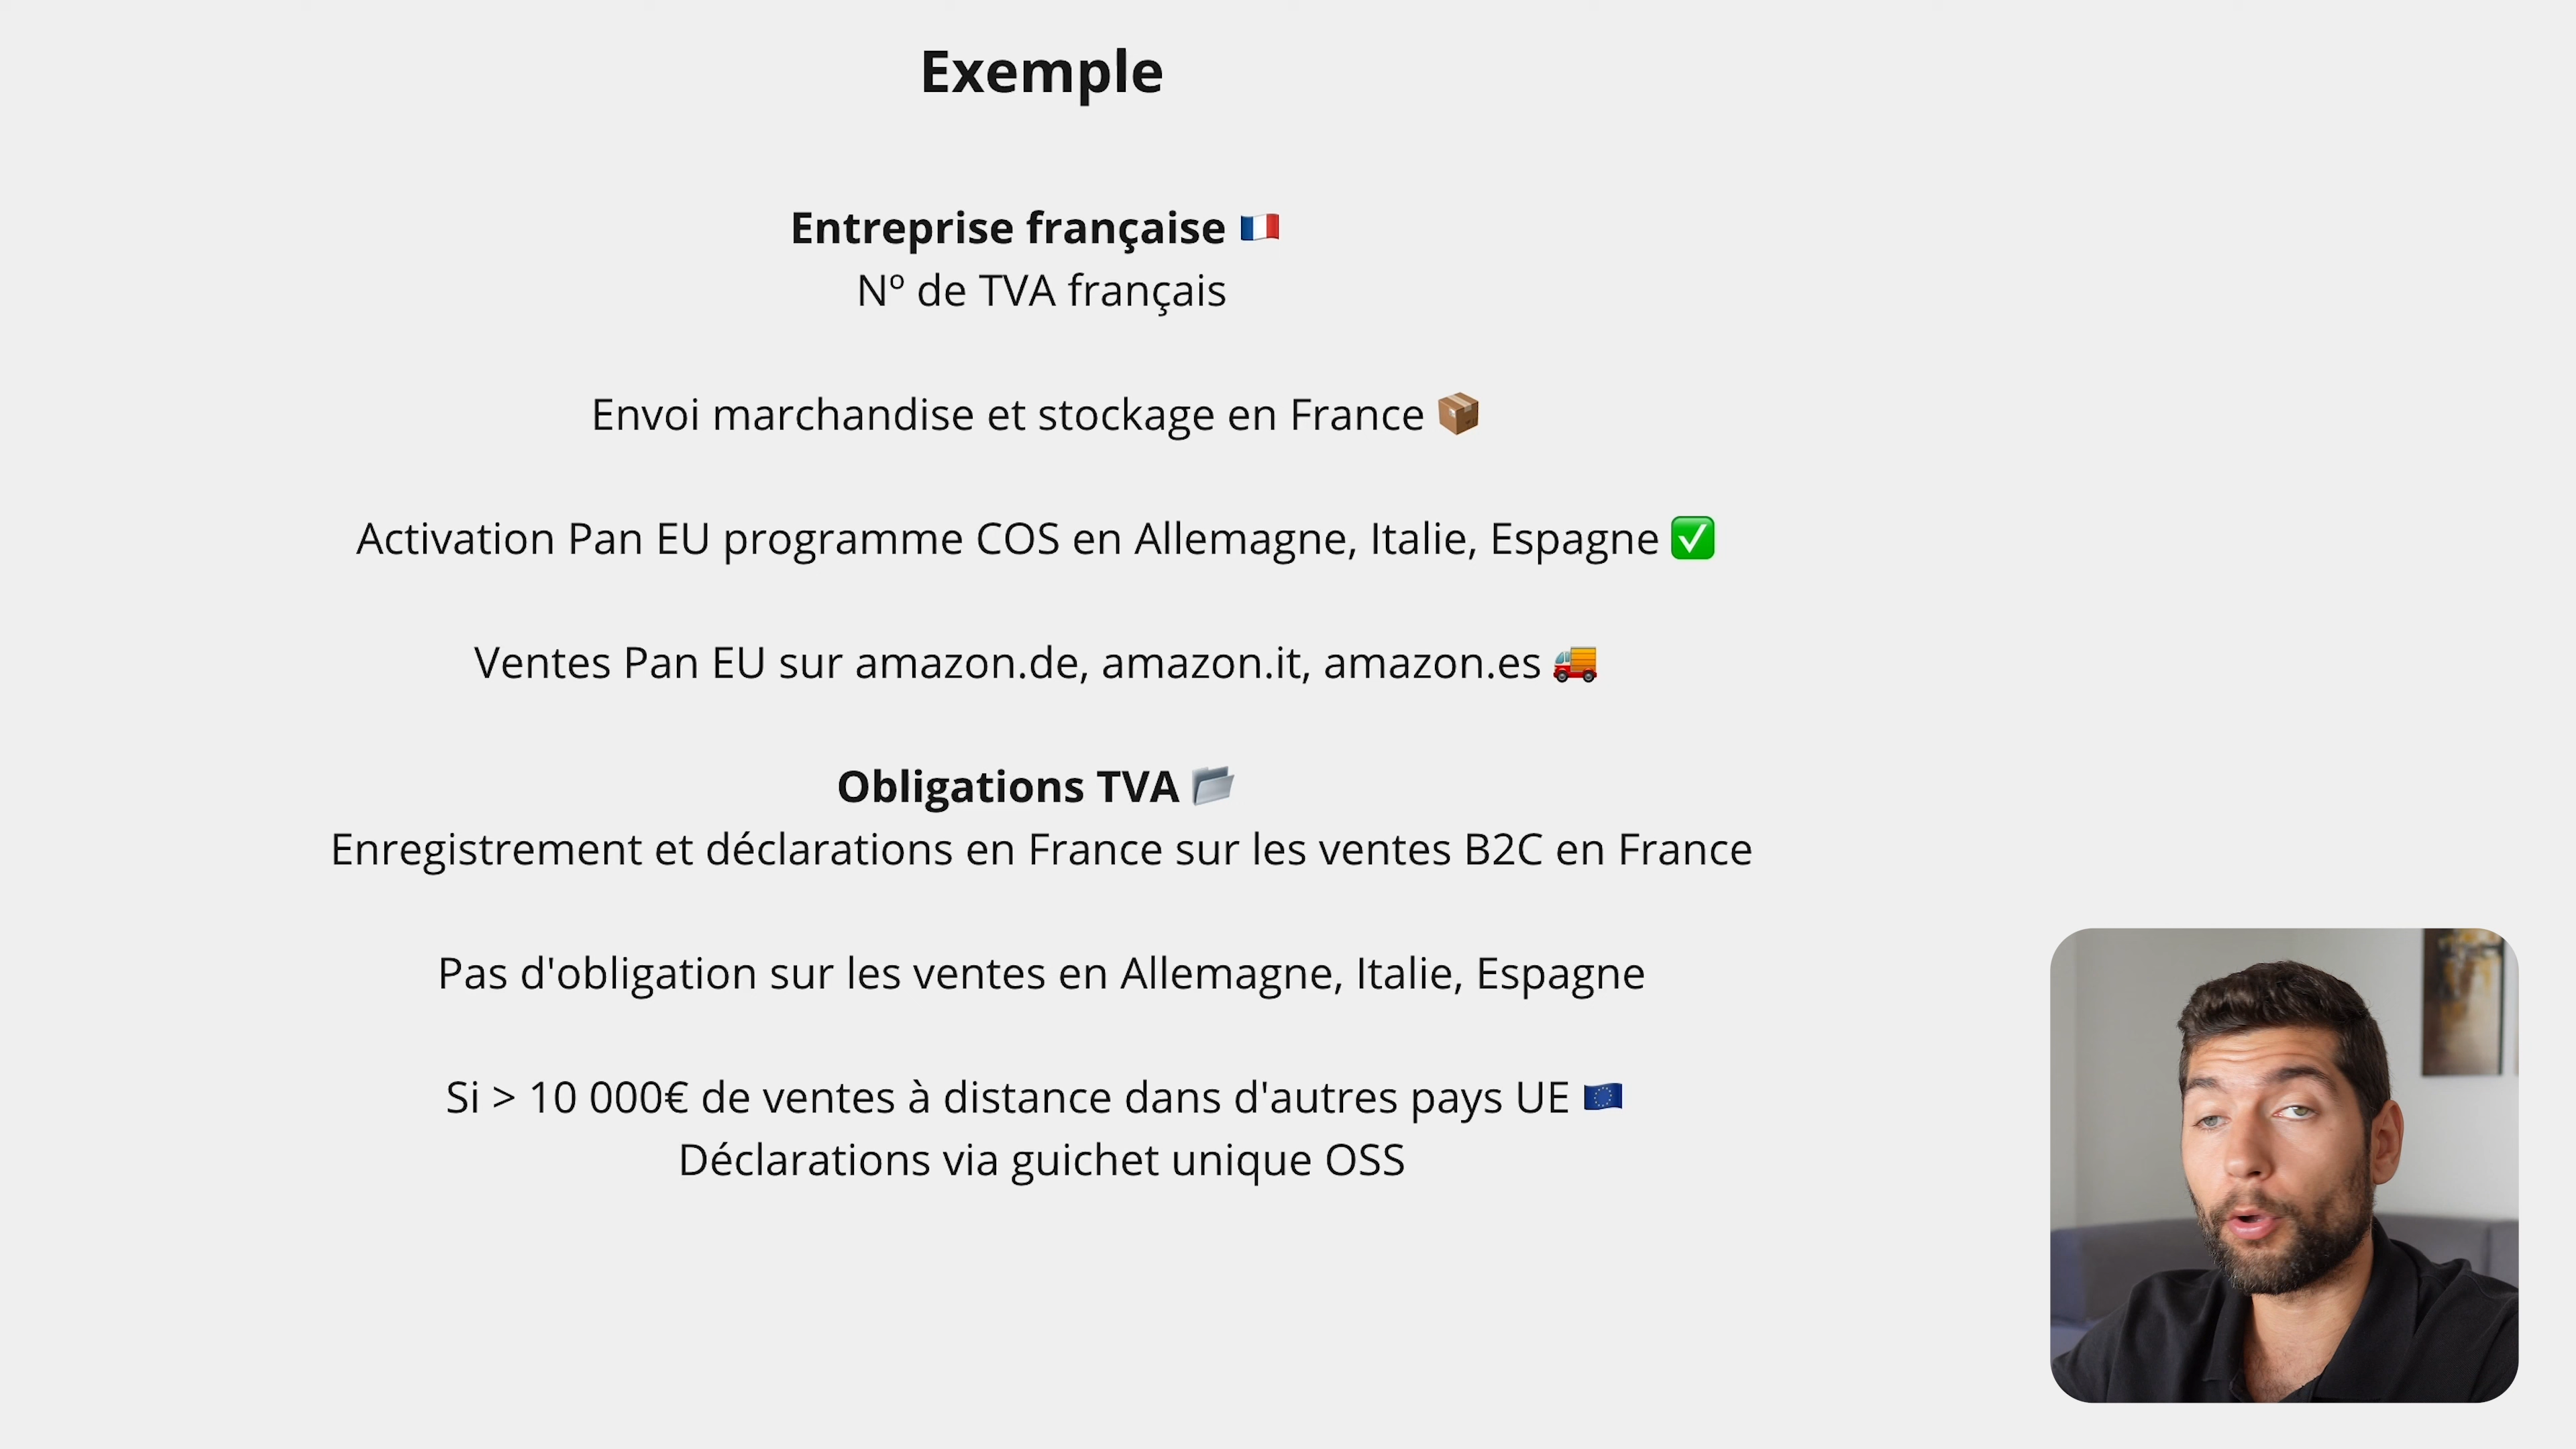 Exemple
Entreprise française 🇫🇷
Nº de TVA français
Envoi marchandise et stockage en France 📦
Activation Pan EU programme COS en Allemagne, Italie, Espagne ✅
Ventes Pan EU sur amazon.de, amazon.it, amazon.es 🚚
Obligations TVA 📂
Enregistrement et déclarations en France sur les ventes B2C en France
Pas d'obligation sur les ventes en Allemagne, Italie, Espagne
Si > 10 000€ de ventes à distance dans d'autres pays UE 🇪🇺
Déclarations via guichet unique OSS